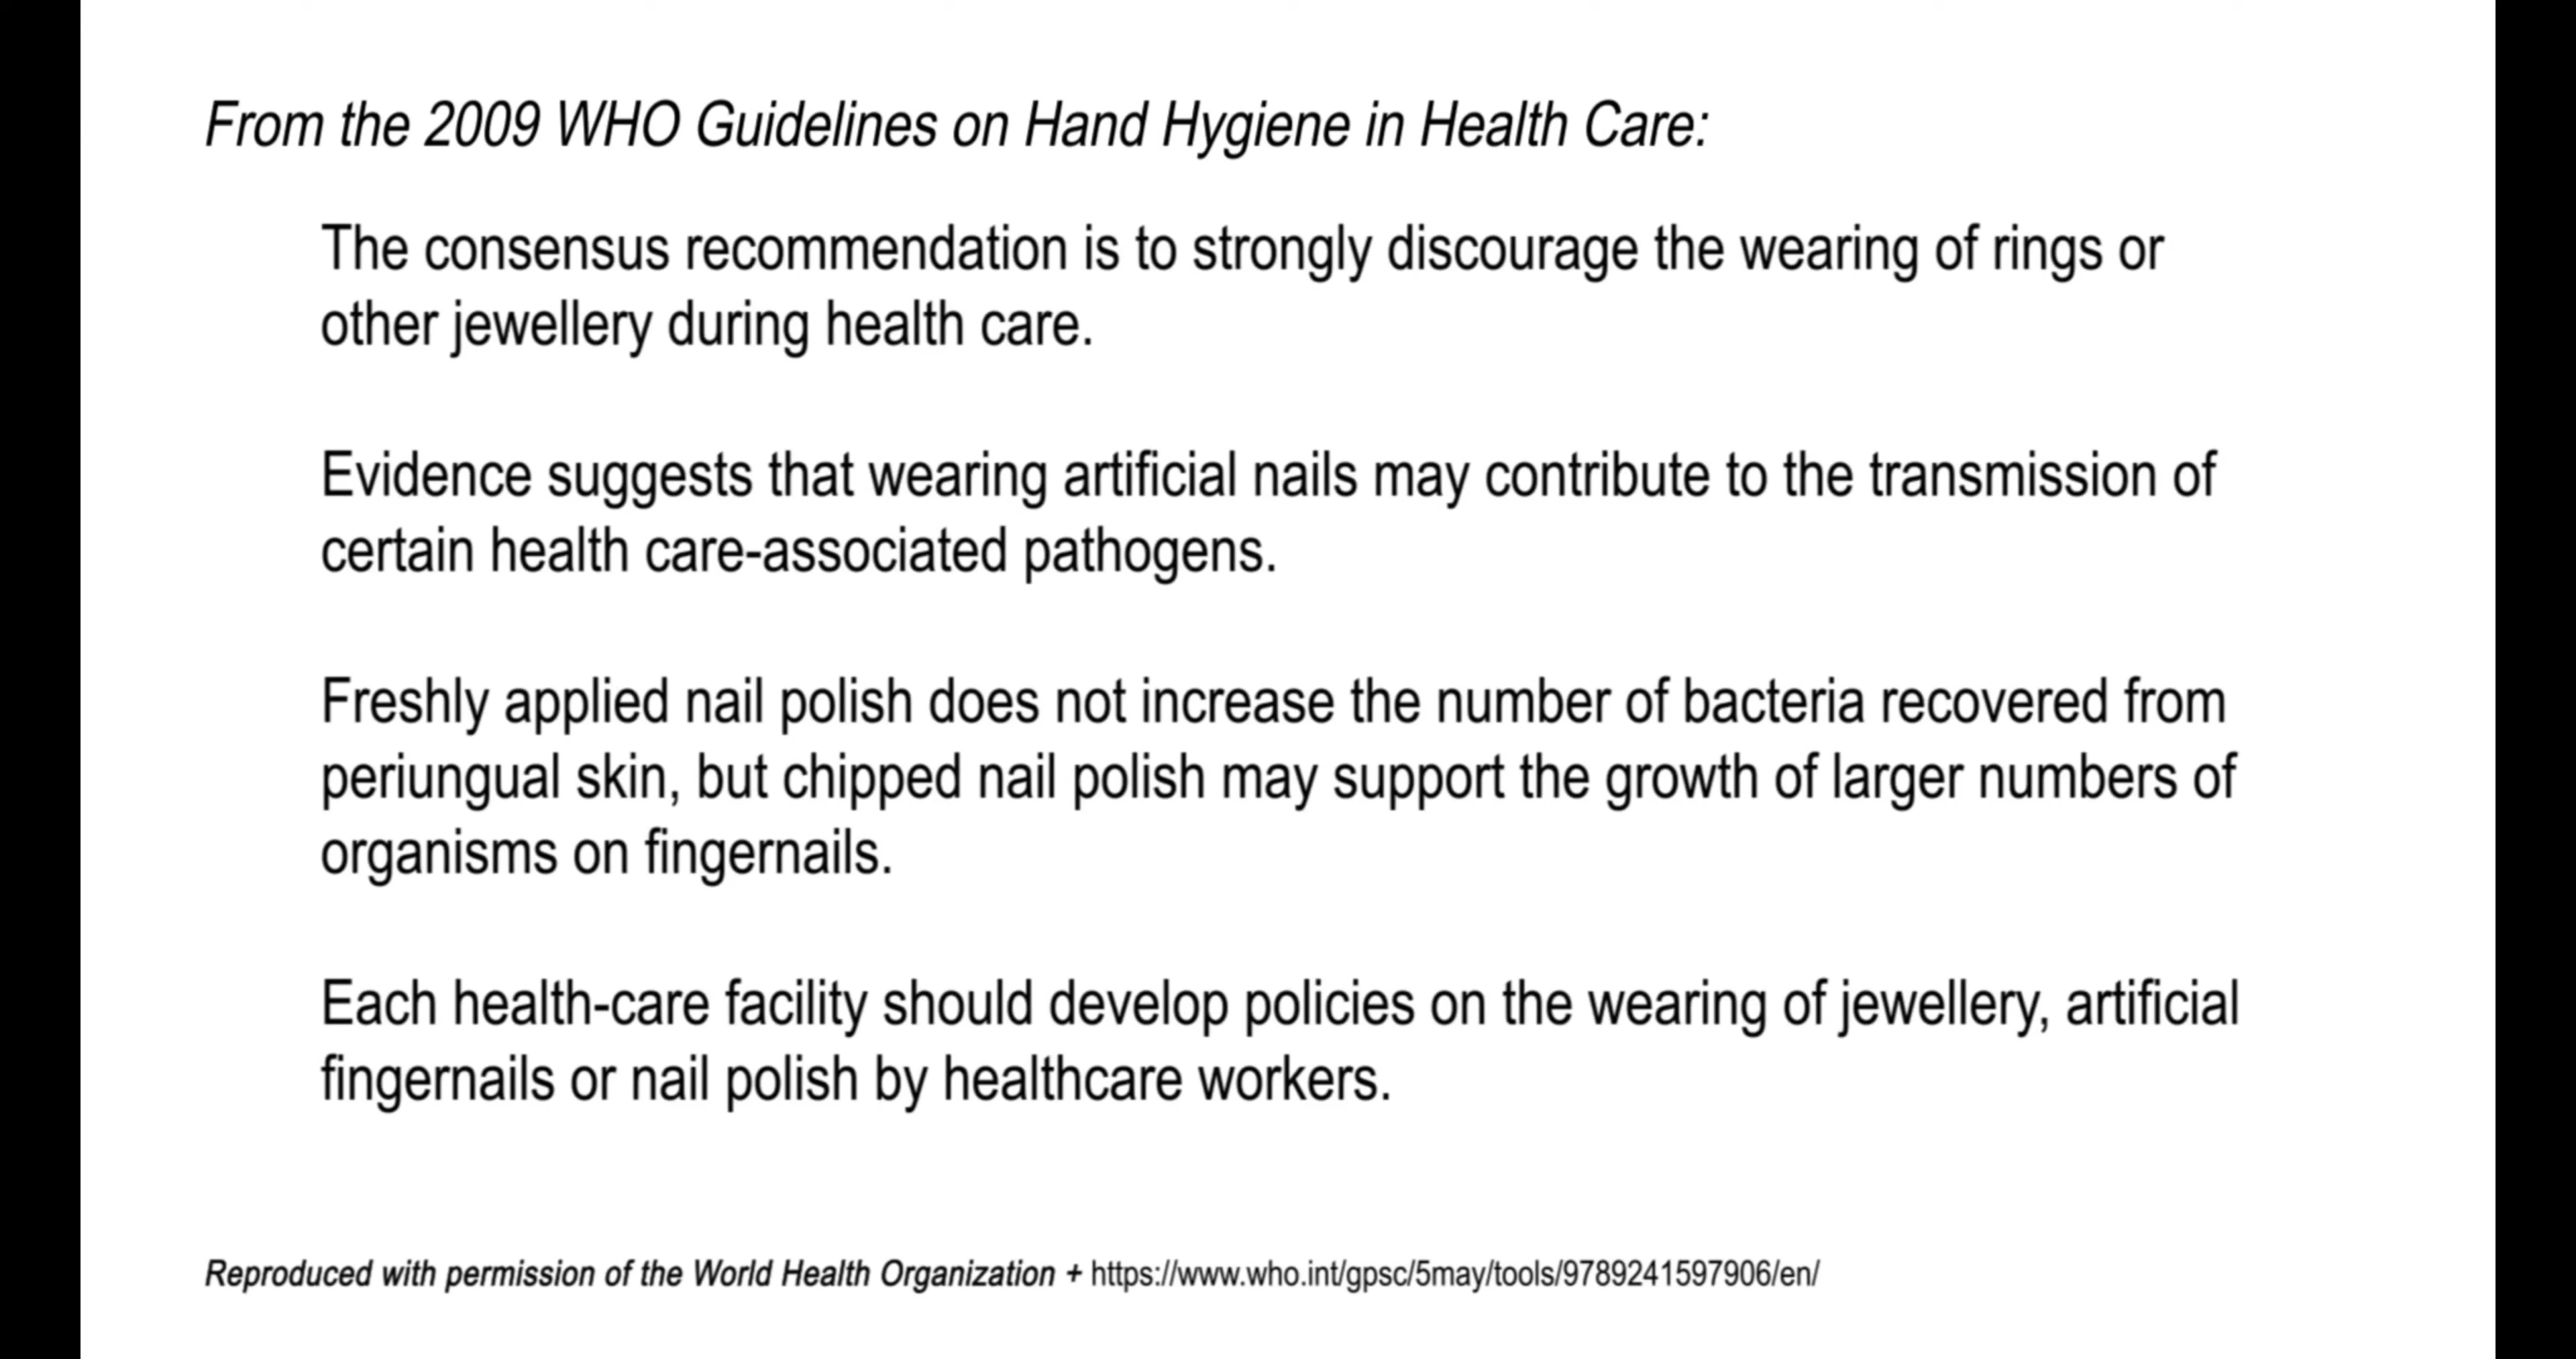 From the 2009 WHO Guidelines on Hand Hygiene in Health Care:
The consensus recommendation is to strongly discourage the wearing of rings or
other jewellery during health care.
Evidence suggests that wearing artificial nails may contribute to the transmission of
certain health care-associated pathogens.
Freshly applied nail polish does not increase the number of bacteria recovered from
periungual skin, but chipped nail polish may support the growth of larger numbers of
organisms on fingernails.
Each health-care facility should develop policies on the wearing of jewellery, artificial
fingernails or nail polish by healthcare workers.
Reproduced with permission of the World Health Organization + https://www.who.int/gpsc/5may/tools/9789241597906/en/